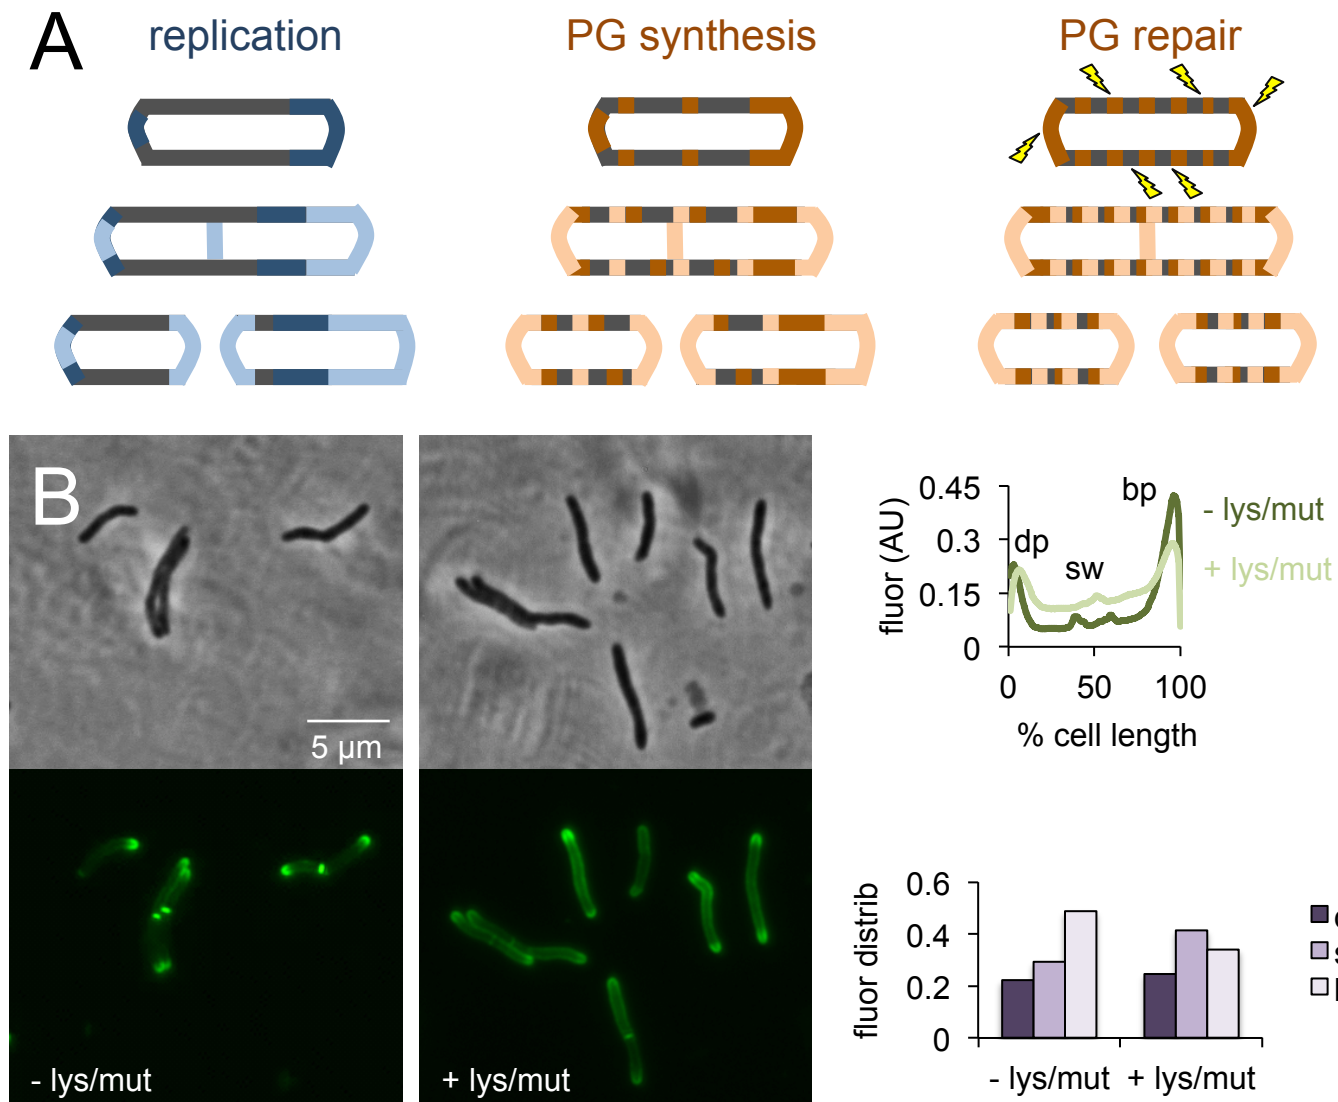 A
replication
PG synthesis
PG repair
B
5 µm
- lys/mut
+ lys/mut
fluor (AU)
0.45
0.3
0.15
0
dp
sw
bp
- lys/mut
+ lys/mut
0 50 100
% cell length
fluor distrib
0.6
0.4
0.2
0
- lys/mut + lys/mut